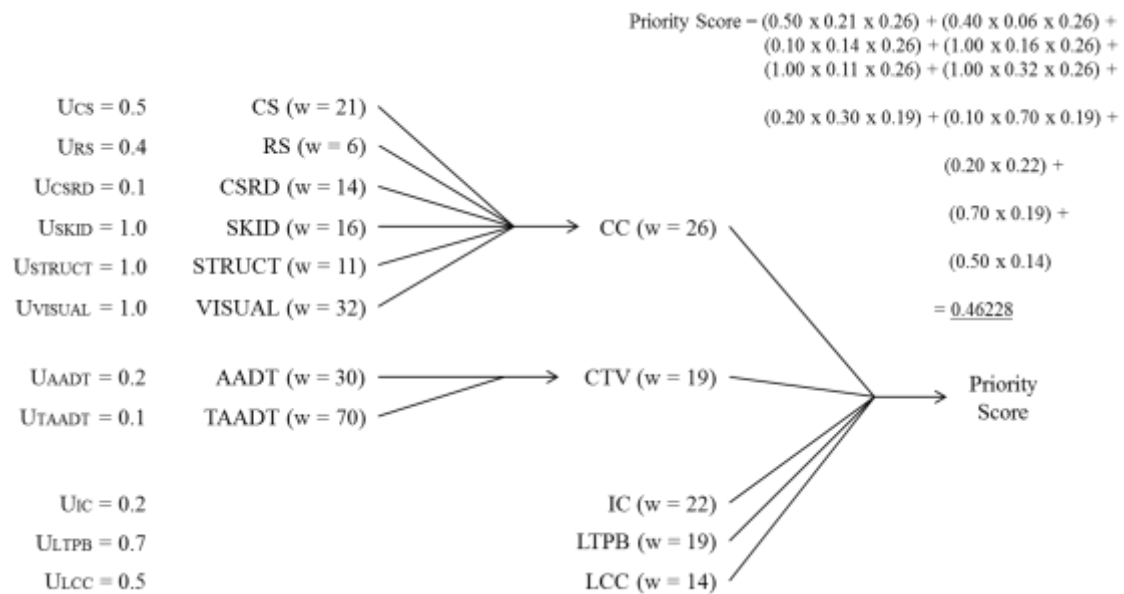 Priority Score = (0.50 x 0.21 x 0.26) + (0.40 x 0.06 x 0.26) +
(0.10 x 0.14 x 0.26) + (1.00 x 0.16 x 0.26) +
(1.00 x 0.11 x 0.26) + (1.00 x 0.32 x 0.26) +
(0.20 x 0.30 x 0.19) + (0.10 x 0.70 x 0.19) +
(0.20 x 0.22) +
(0.70 x 0.19) +
(0.50 x 0.14)
= 0.46228
UCS = 0.5 CS (w = 21)
URS = 0.4 RS (w = 6)
UCSRD = 0.1 CSRD (w = 14)
USKID = 1.0 SKID (w = 16) CC (w = 26)
USTRUCT = 1.0 STRUCT (w = 11)
UVISUAL = 1.0 VISUAL (w = 32)
UAADT = 0.2 AADT (w = 30) CTV (w = 19)
UTAADT = 0.1 TAADT (w = 70)
Priority
Score
UIC = 0.2 IC (w = 22)
ULTPB = 0.7 LTPB (w = 19)
ULCC = 0.5 LCC (w = 14)